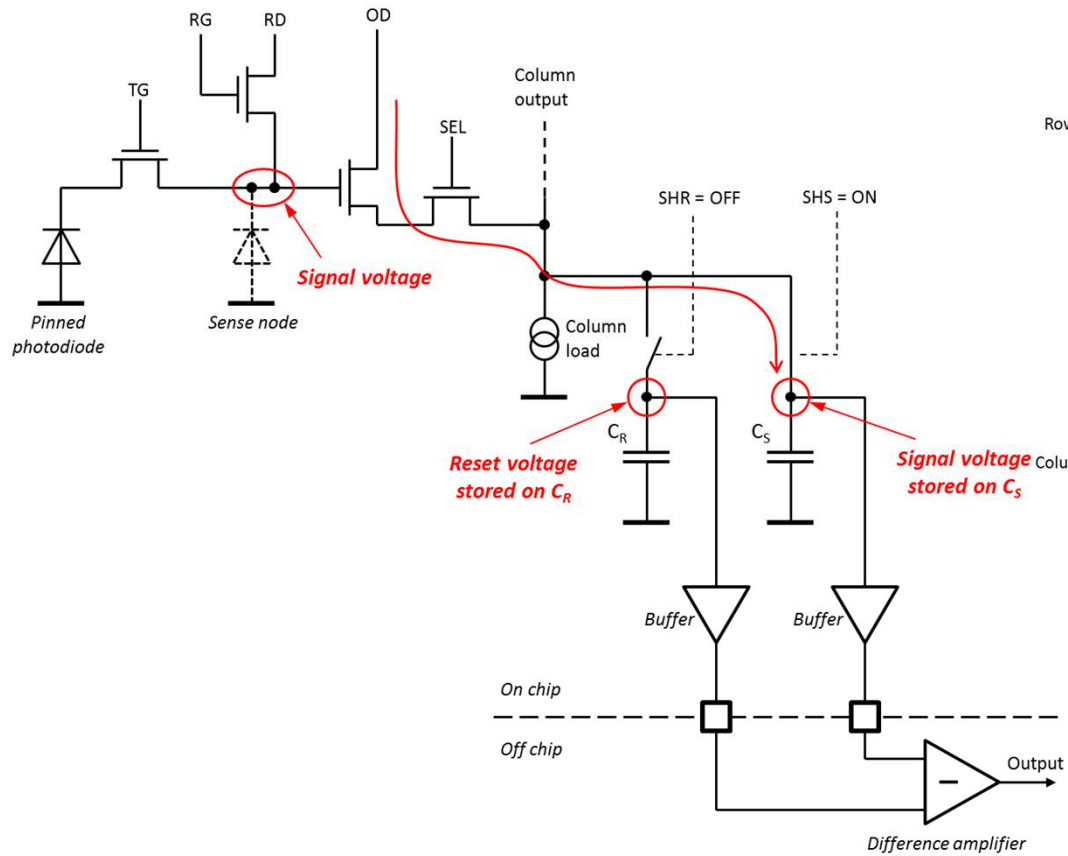 RG
RD
OD
TG
Column
output
SEL
Rov
SHR = OFF
SHS = ON
Signal voltage
Pinned
photodiode
Sense node
Column
load
CR
CS
Reset voltage
stored on CR
Signal voltage
stored on CS
Colu
Buffer
Buffer
On chip
Off chip
Output
Difference amplifier